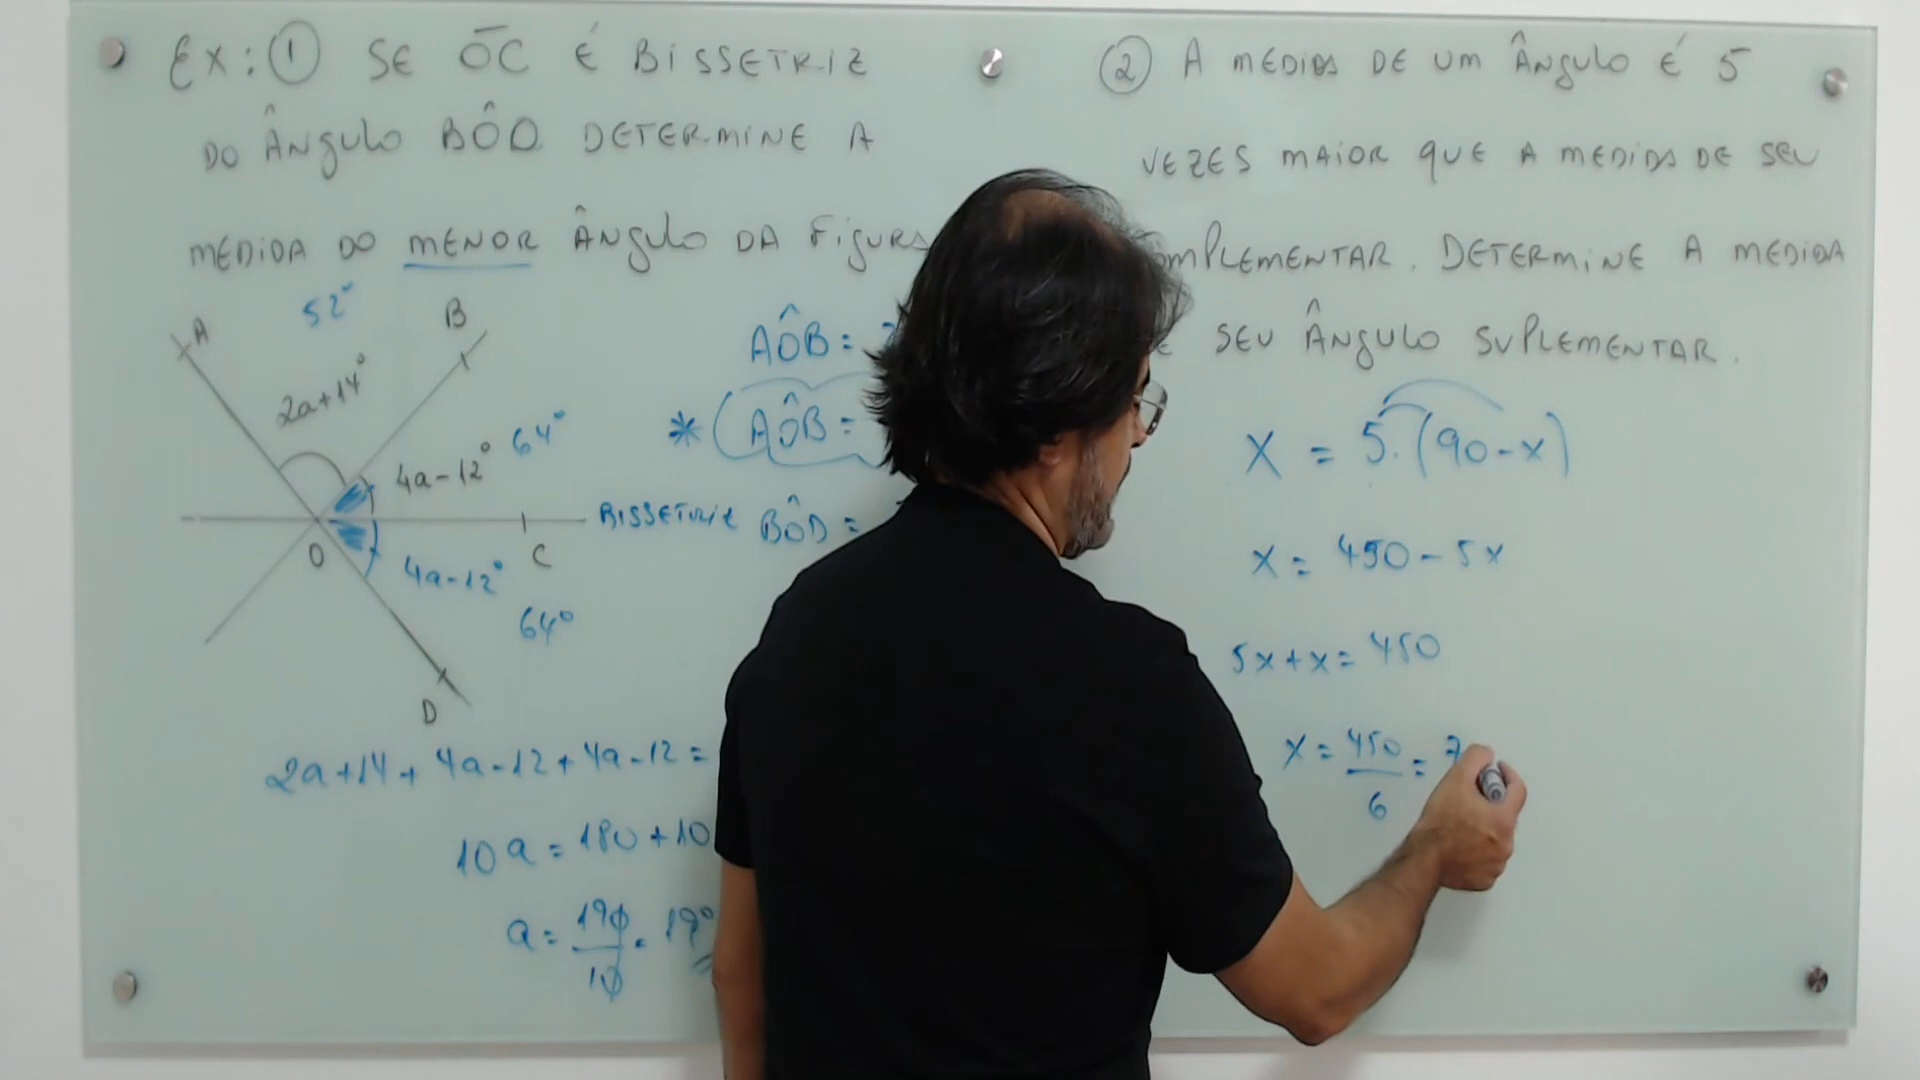 Ex: ① SE OC É BISSETRIZ
DO ÂNGULO BÔD DETERMINE A
MEDIDA DO MENOR ÂNGULO DA FIGURA
52°
A
B
2a+14°
4a-12°
64°
O
C
4a-12°
64°
D
AÔB =
* (AÔB =
BISSETRIZ BÔD =
2a+14+4a-12+4a-12=
10a=180+10
a = 190/10 = 19°
② A MEDIDA DE UM ÂNGULO É 5
VEZES MAIOR QUE A MEDIDA DE SEU
OMPLEMENTAR. DETERMINE A MEDIDA
SEU ÂNGULO SUPLEMENTAR.
X = 5.(90-x)
x = 450-5x
5x+x=450
x = 450/6 = 7